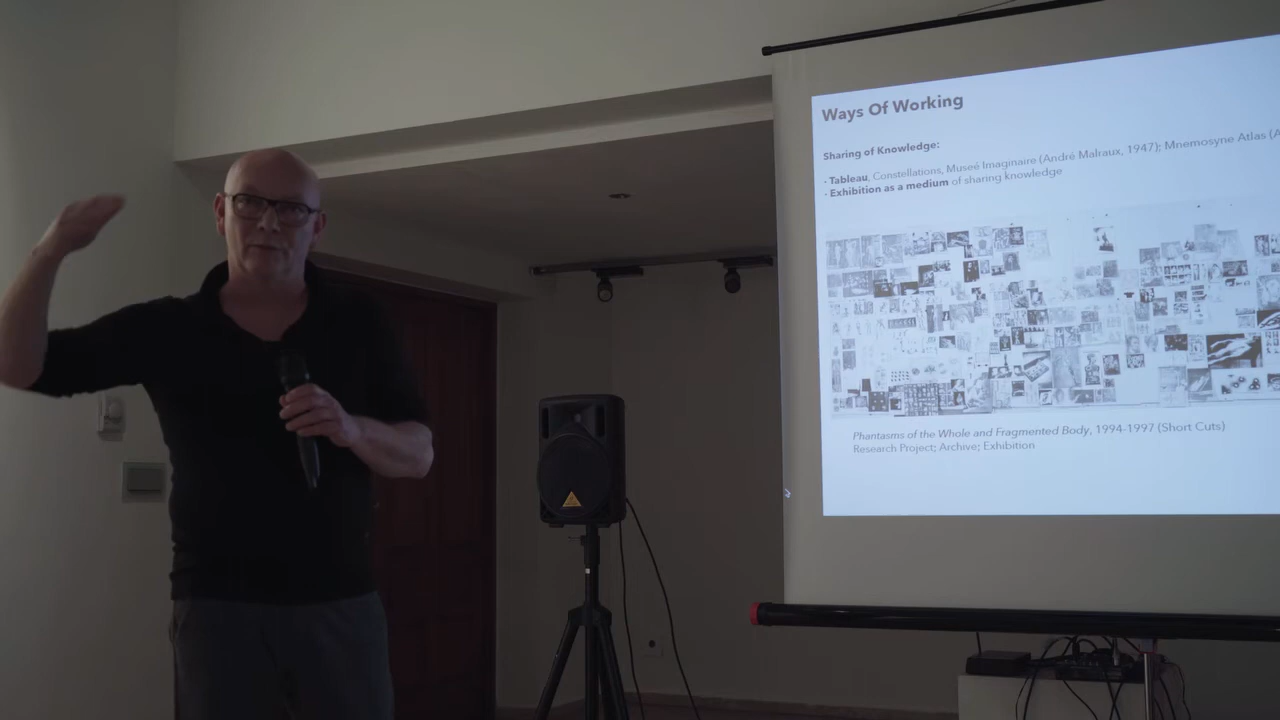 Ways Of Working
Sharing of Knowledge:
- Tableau, Constellations, Museé Imaginaire (André Malraux, 1947); Mnemosyne Atlas (A
- Exhibition as a medium of sharing knowledge
Phantasms of the Whole and Fragmented Body, 1994-1997 (Short Cuts)
Research Project; Archive; Exhibition